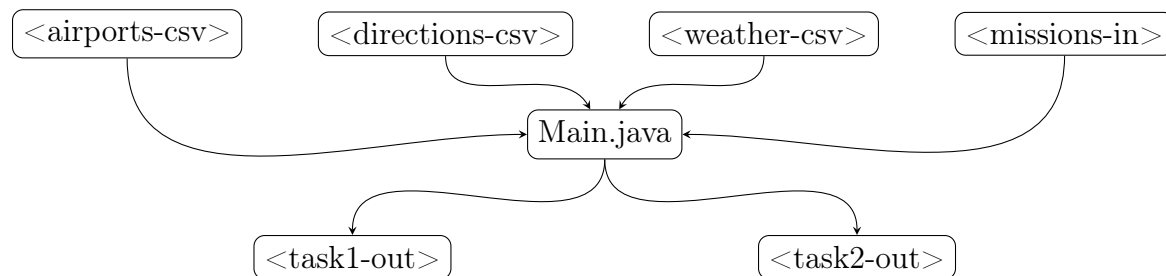 <airports-csv>
<directions-csv>
<weather-csv>
<missions-in>
Main.java
<task1-out>
<task2-out>